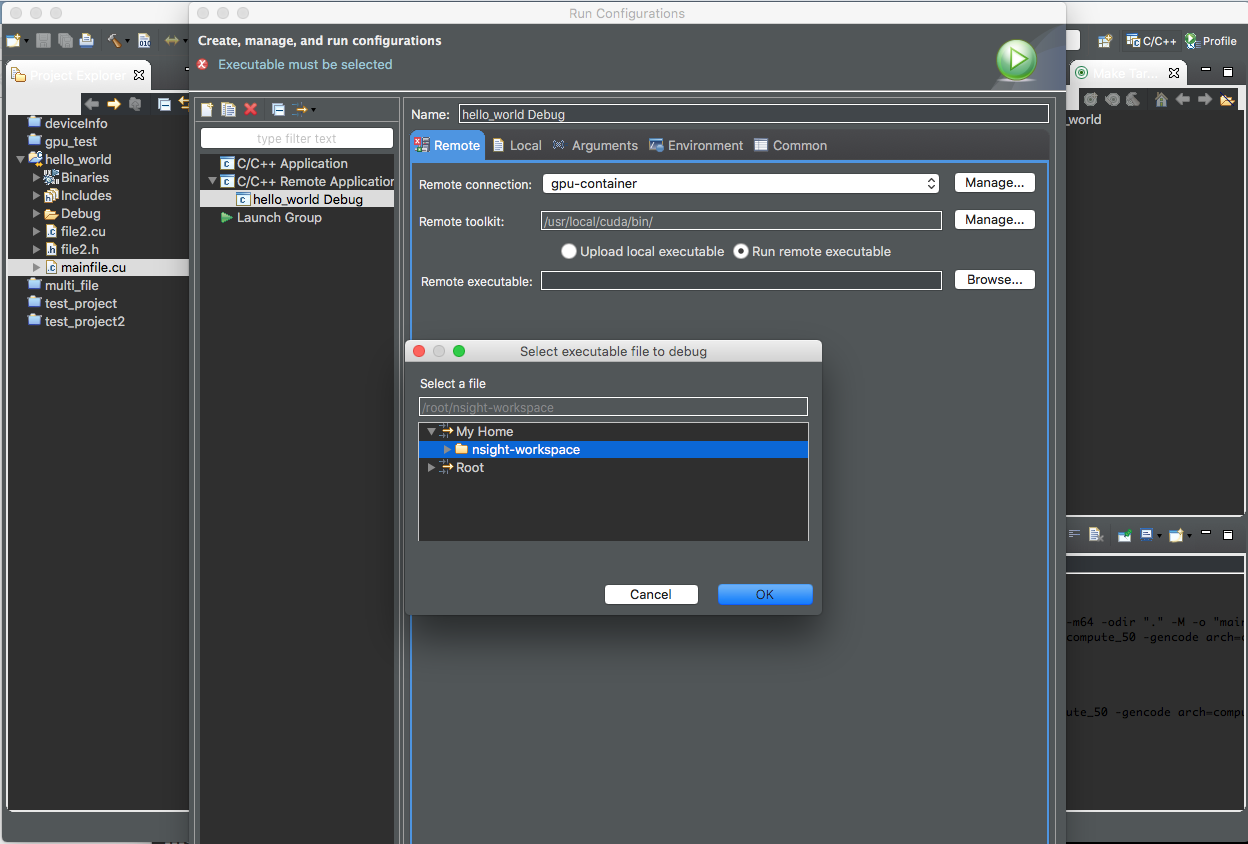 Run Configurations
Create, manage, and run configurations
Executable must be selected
C/C++
Profile
Project Explorer
Make Tar...
010
deviceInfo
gpu_test
hello_world
Binaries
Includes
Debug
file2.cu
file2.h
mainfile.cu
multi_file
test_project
test_project2
type filter text
C/C++ Application
C/C++ Remote Application
hello_world Debug
Launch Group
Name: hello_world Debug
Remote Local Arguments Environment Common
Remote connection: gpu-container Manage...
Remote toolkit: /usr/local/cuda/bin/ Manage...
Upload local executable Run remote executable
Remote executable: Browse...
Select executable file to debug
Select a file
/root/nsight-workspace
My Home
nsight-workspace
Root
Cancel OK
_world
-m64 -odir "." -M -o "main
compute_50 -gencode arch=c
ute_50 -gencode arch=compu